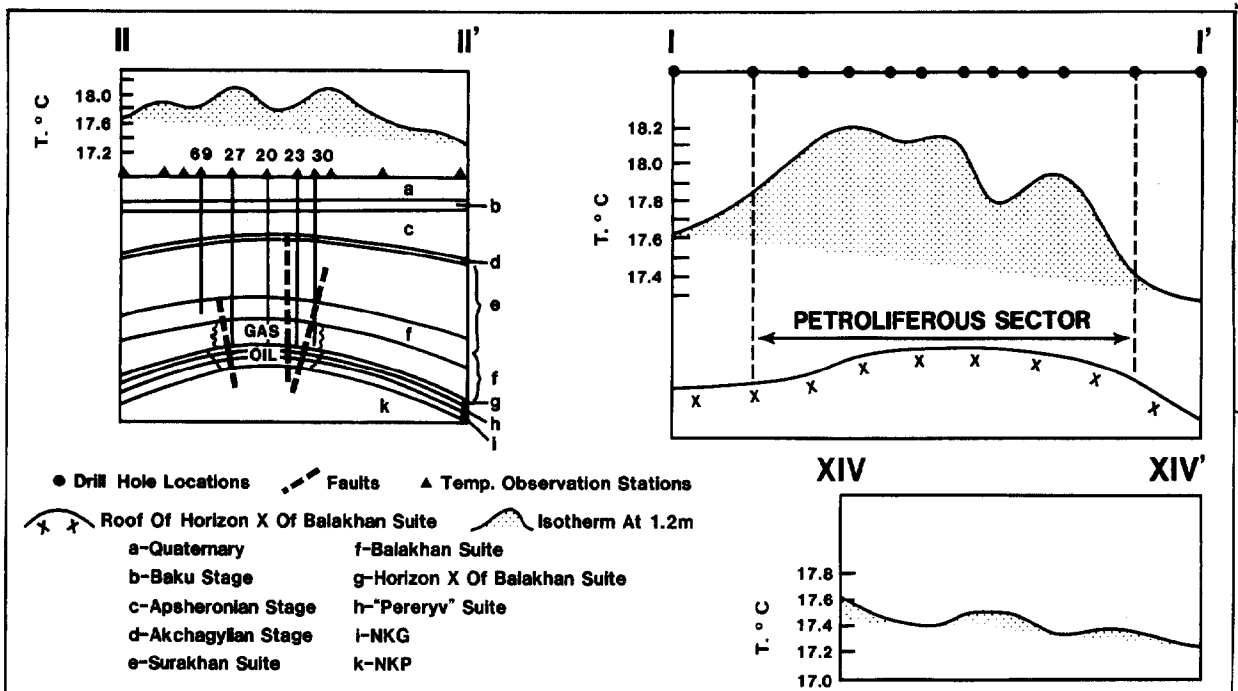 II II'
T. °C
18.0
17.6
17.2
69 27 20 23 30
a
b
c
d
e
GAS
f
OIL
f
g
k
h
i
I I'
T. °C
18.2
18.0
17.8
17.6
17.4
PETROLIFEROUS SECTOR
x x x x x x x x
Drill Hole Locations Faults Temp. Observation Stations
x x Roof Of Horizon X Of Balakhan Suite Isotherm At 1.2m
a-Quaternary f-Balakhan Suite
b-Baku Stage g-Horizon X Of Balakhan Suite
c-Apsheronian Stage h-"Pereryv" Suite
d-Akchagylian Stage i-NKG
e-Surakhan Suite k-NKP
XIV XIV'
T. °C
17.8
17.6
17.4
17.2
17.0